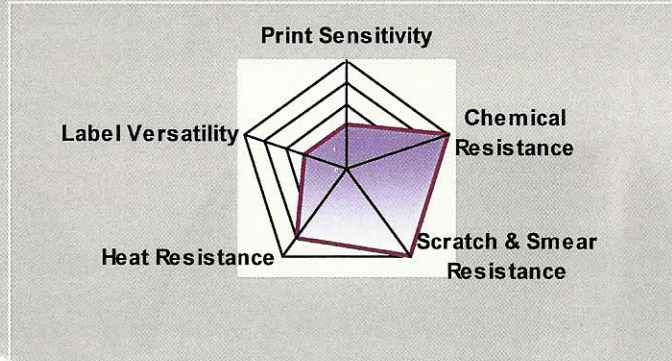 Print Sensitivity
Chemical
Resistance
Label Versatility
Scratch & Smear
Resistance
Heat Resistance